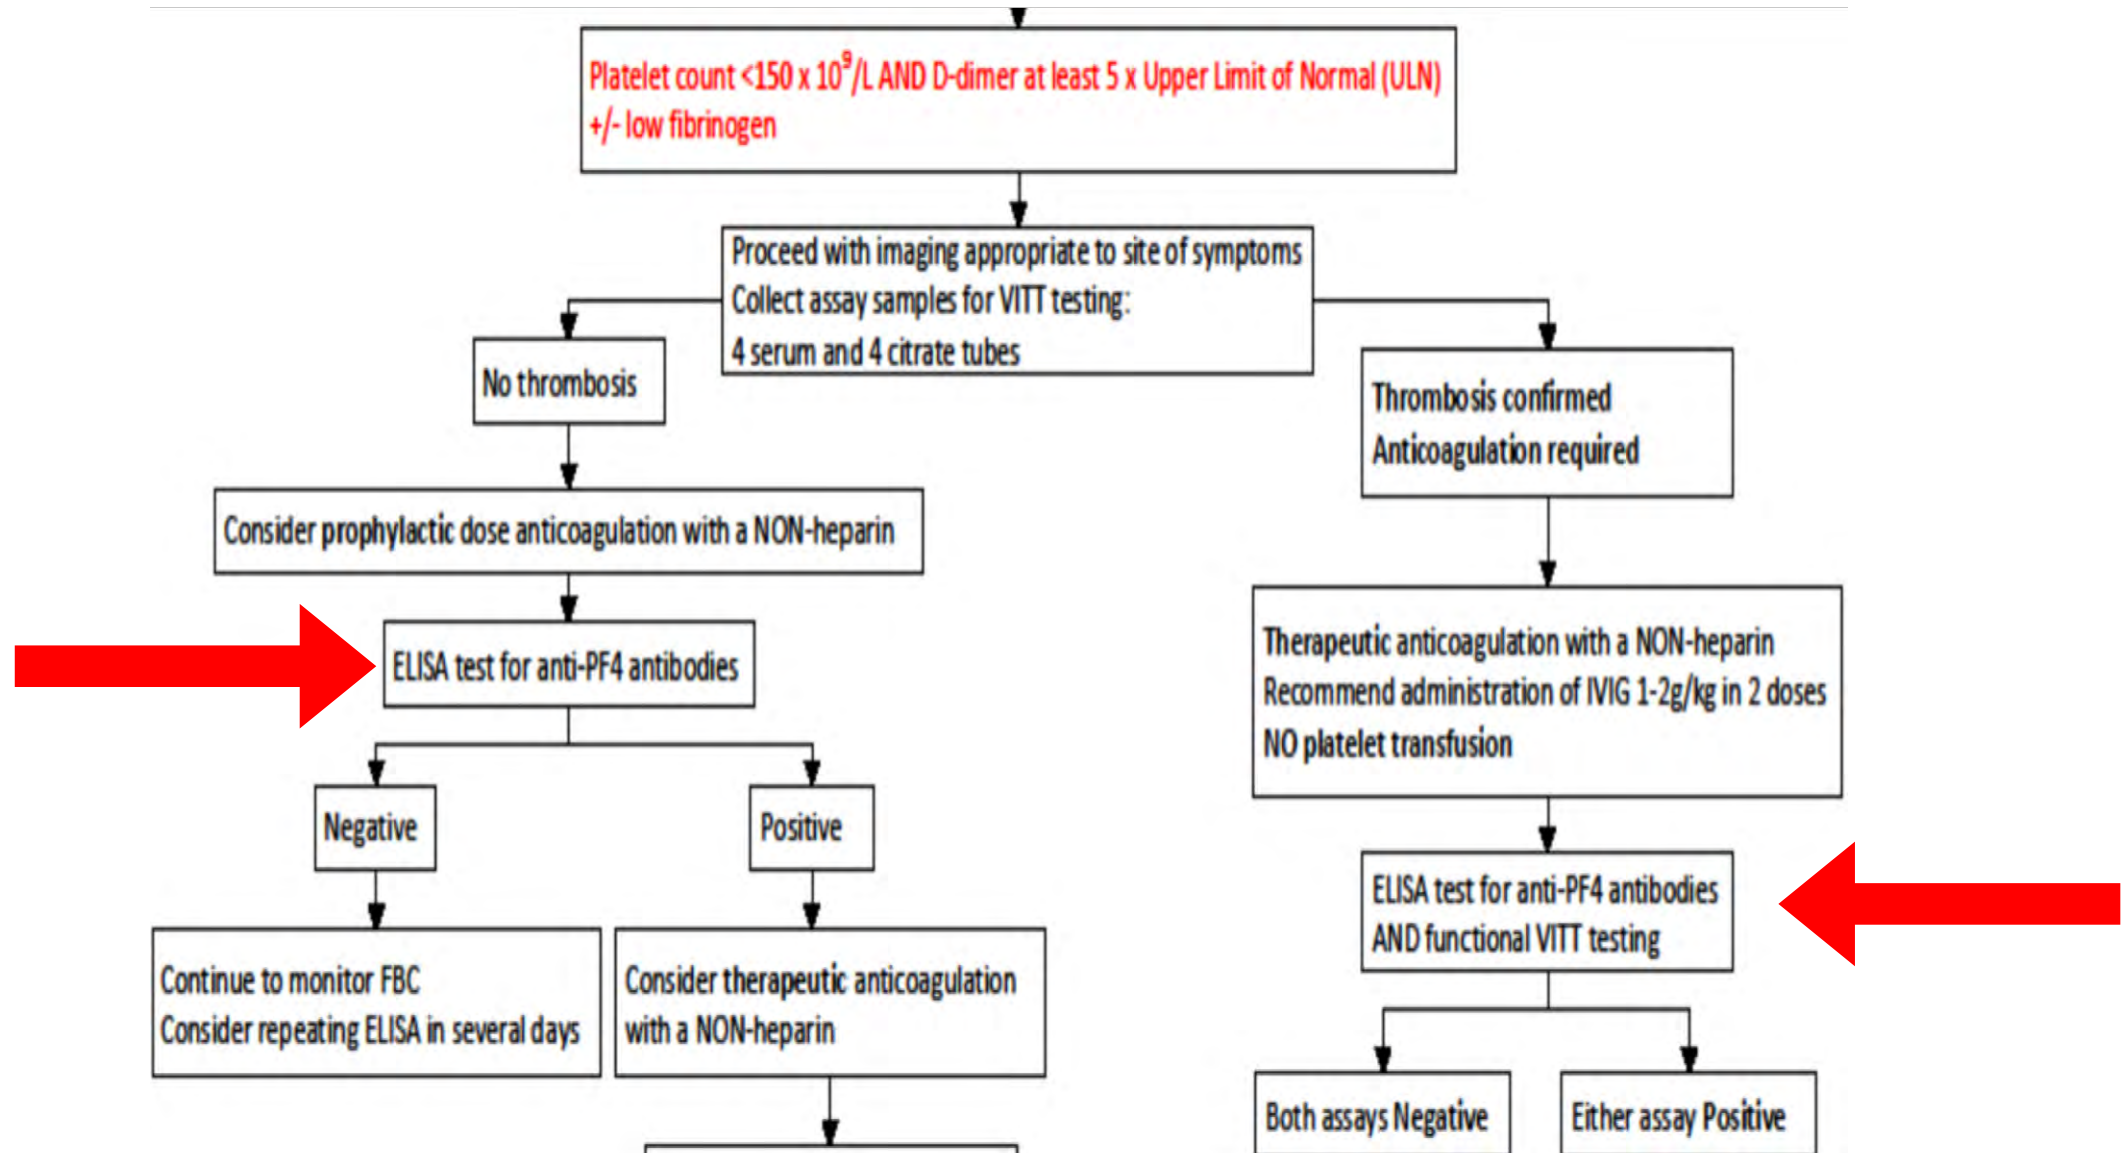 Platelet count <150 x 10⁹/L AND D-dimer at least 5 x Upper Limit of Normal (ULN)
+/- low fibrinogen
Proceed with imaging appropriate to site of symptoms
Collect assay samples for VITT testing:
4 serum and 4 citrate tubes
No thrombosis
Thrombosis confirmed
Anticoagulation required
Consider prophylactic dose anticoagulation with a NON-heparin
Therapeutic anticoagulation with a NON-heparin
Recommend administration of IVIG 1-2g/kg in 2 doses
NO platelet transfusion
ELISA test for anti-PF4 antibodies
Negative
Positive
ELISA test for anti-PF4 antibodies
AND functional VITT testing
Continue to monitor FBC
Consider repeating ELISA in several days
Consider therapeutic anticoagulation
with a NON-heparin
Both assays Negative
Either assay Positive